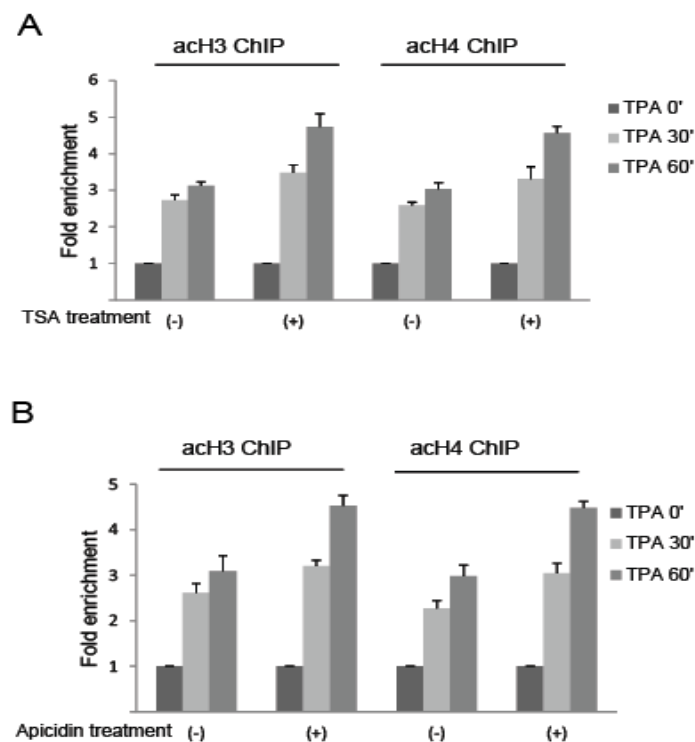 A
acH3 ChIP acH4 ChIP
6
5
4
3
2
1
Fold enrichment
TPA 0'
TPA 30'
TPA 60'
TSA treatment (-) (+) (-) (+)
B
acH3 ChIP acH4 ChIP
5
4
3
2
1
Fold enrichment
TPA 0'
TPA 30'
TPA 60'
Apicidin treatment (-) (+) (-) (+)